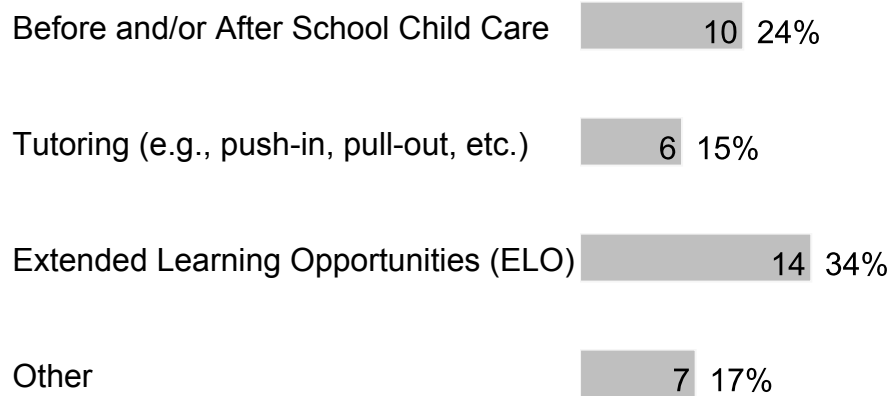 Before and/or After School Child Care 10 24%
Tutoring (e.g., push-in, pull-out, etc.) 6 15%
Extended Learning Opportunities (ELO) 14 34%
Other 7 17%